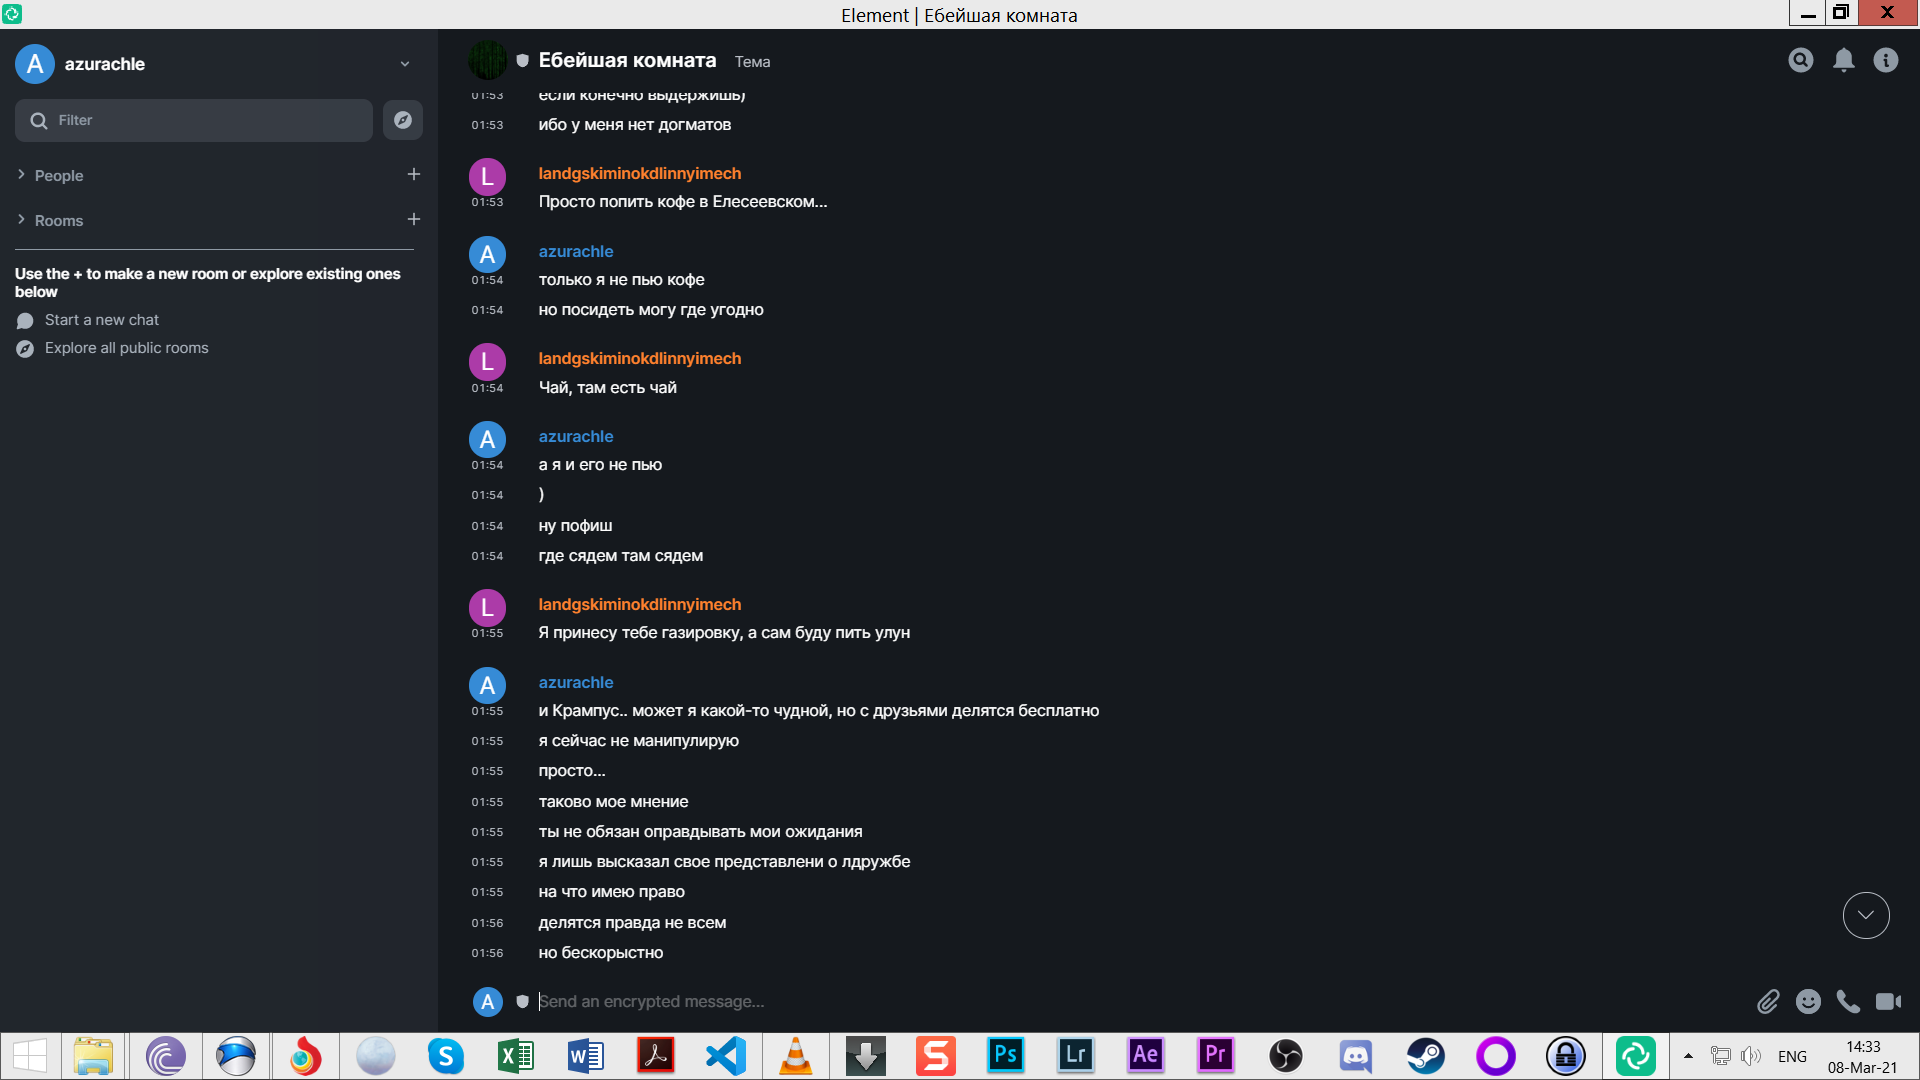 Element | Ебейшая комната
A azurachle
Filter
People
Rooms
Use the + to make a new room or explore existing ones
below
Start a new chat
Explore all public rooms
Ебейшая комната Тема
01:53 если конечно выдержишь)
01:53 ибо у меня нет догматов
L landgskiminokdlinnyimech
01:53 Просто попить кофе в Елесеевском...
A azurachle
01:54 только я не пью кофе
01:54 но посидеть могу где угодно
L landgskiminokdlinnyimech
01:54 Чай, там есть чай
A azurachle
01:54 а я и его не пью
01:54 )
01:54 ну пофиш
01:54 где сядем там сядем
L landgskiminokdlinnyimech
01:55 Я принесу тебе газировку, а сам буду пить улун
A azurachle
01:55 и Крампус.. может я какой-то чудной, но с друзьями делятся бесплатно
01:55 я сейчас не манипулирую
01:55 просто...
01:55 таково мое мнение
01:55 ты не обязан оправдывать мои ожидания
01:55 я лишь высказал свое представлени о лдружбе
01:55 на что имею право
01:56 делятся правда не всем
01:56 но бескорыстно
A Send an encrypted message...
Ps Lr Ae Pr
ENG
14:33
08-Mar-21